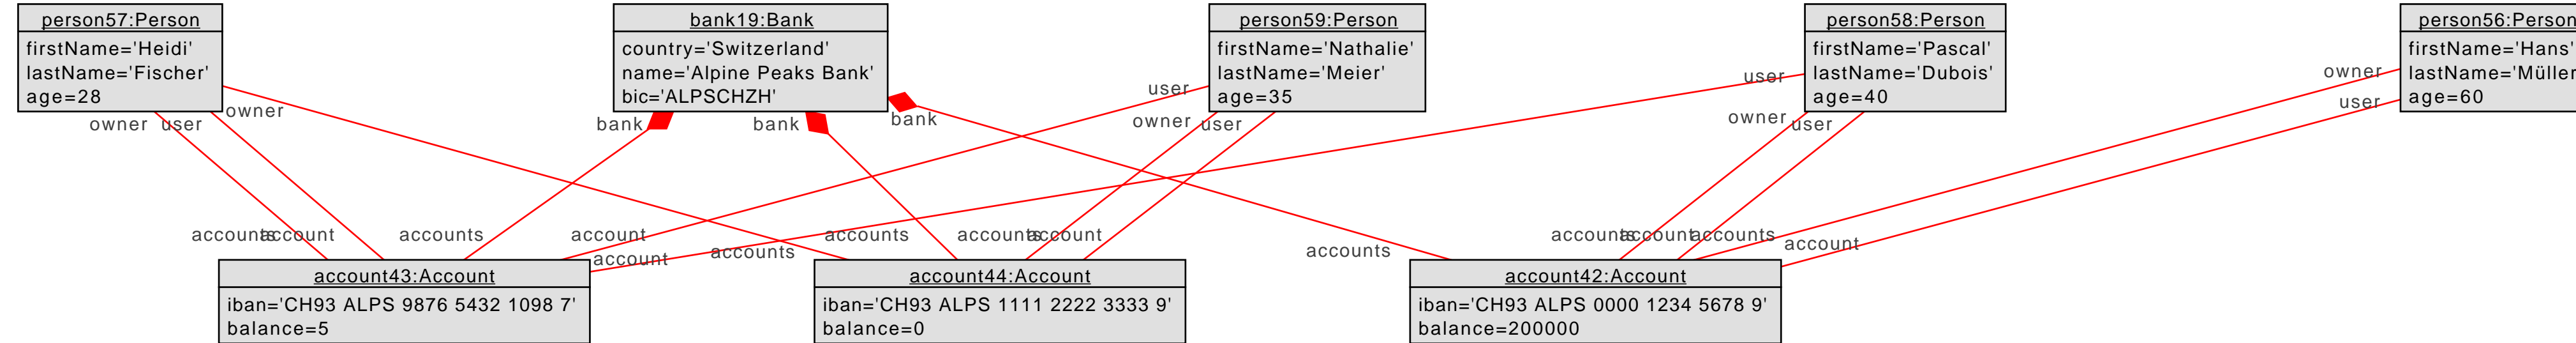 person57:Person
firstName='Heidi'
lastName='Fischer'
age=28
bank19:Bank
country='Switzerland'
name='Alpine Peaks Bank'
bic='ALPSCHZH'
person59:Person
firstName='Nathalie'
lastName='Meier'
age=35
person58:Person
firstName='Pascal'
lastName='Dubois'
age=40
person56:Person
firstName='Hans'
lastName='Müller
age=60
owner
user
owner
bank
bank
bank
user
owner
user
user
owner
user
owner
user
accounts
account
accounts
account
account
accounts
accounts
accounts
account
accounts
accounts
account
accounts
account
account43:Account
iban='CH93 ALPS 9876 5432 1098 7'
balance=5
account44:Account
iban='CH93 ALPS 1111 2222 3333 9'
balance=0
account42:Account
iban='CH93 ALPS 0000 1234 5678 9'
balance=200000